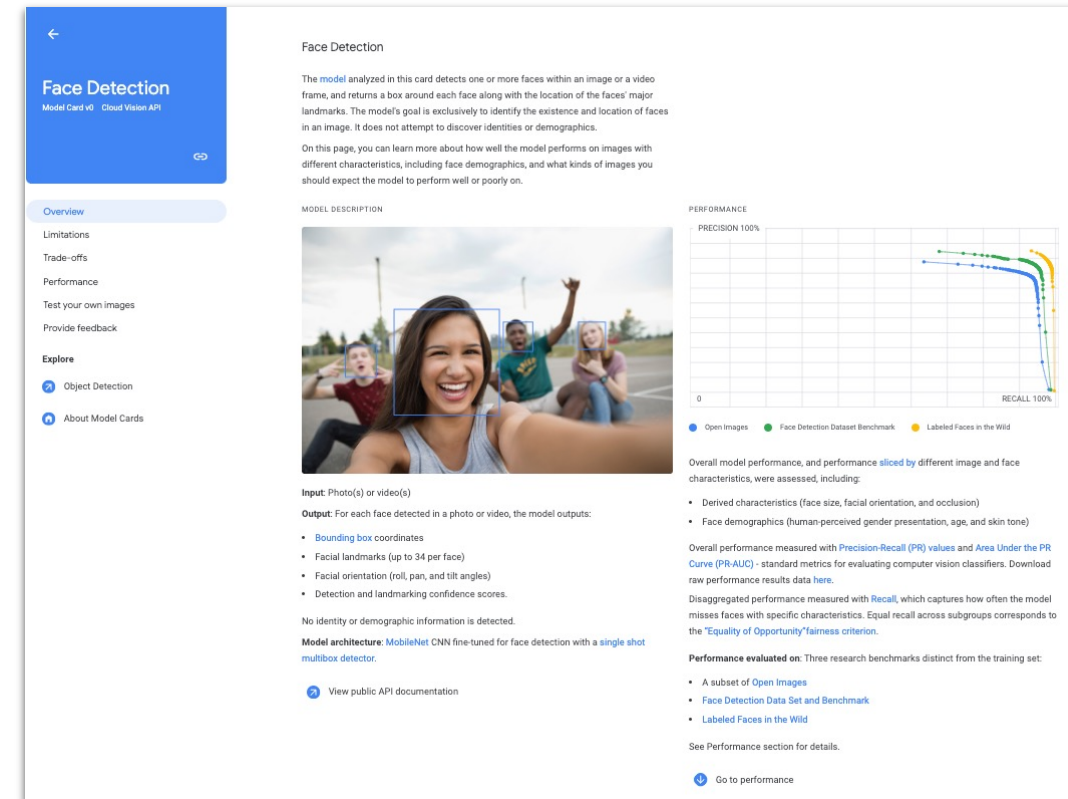 Face Detection
Model Card v0 Cloud Vision API
Overview
Limitations
Trade-offs
Performance
Test your own images
Provide feedback
Explore
Object Detection
About Model Cards
Face Detection
The model analyzed in this card detects one or more faces within an image or a video
frame, and returns a box around each face along with the location of the faces' major
landmarks. The model's goal is exclusively to identify the existence and location of faces
in an image. It does not attempt to discover identities or demographics.
On this page, you can learn more about how well the model performs on images with
different characteristics, including face demographics, and what kinds of images you
should expect the model to perform well or poorly on.
MODEL DESCRIPTION
Input: Photo(s) or video(s)
Output: For each face detected in a photo or video, the model outputs:
• Bounding box coordinates
• Facial landmarks (up to 34 per face)
• Facial orientation (roll, pan, and tilt angles)
• Detection and landmarking confidence scores.
No identity or demographic information is detected.
Model architecture: MobileNet CNN fine-tuned for face detection with a single shot
multibox detector.
View public API documentation
PERFORMANCE
PRECISION 100%
0
RECALL 100%
Open Images
Face Detection Dataset Benchmark
Labeled Faces in the Wild
Overall model performance, and performance sliced by different image and face
characteristics, were assessed, including:
• Derived characteristics (face size, facial orientation, and occlusion)
• Face demographics (human-perceived gender presentation, age, and skin tone)
Overall performance measured with Precision-Recall (PR) values and Area Under the PR
Curve (PR-AUC) - standard metrics for evaluating computer vision classifiers. Download
raw performance results data here.
Disaggregated performance measured with Recall, which captures how often the model
misses faces with specific characteristics. Equal recall across subgroups corresponds to
the "Equality of Opportunity"fairness criterion.
Performance evaluated on: Three research benchmarks distinct from the training set:
• A subset of Open Images
• Face Detection Data Set and Benchmark
• Labeled Faces in the Wild
See Performance section for details.
Go to performance